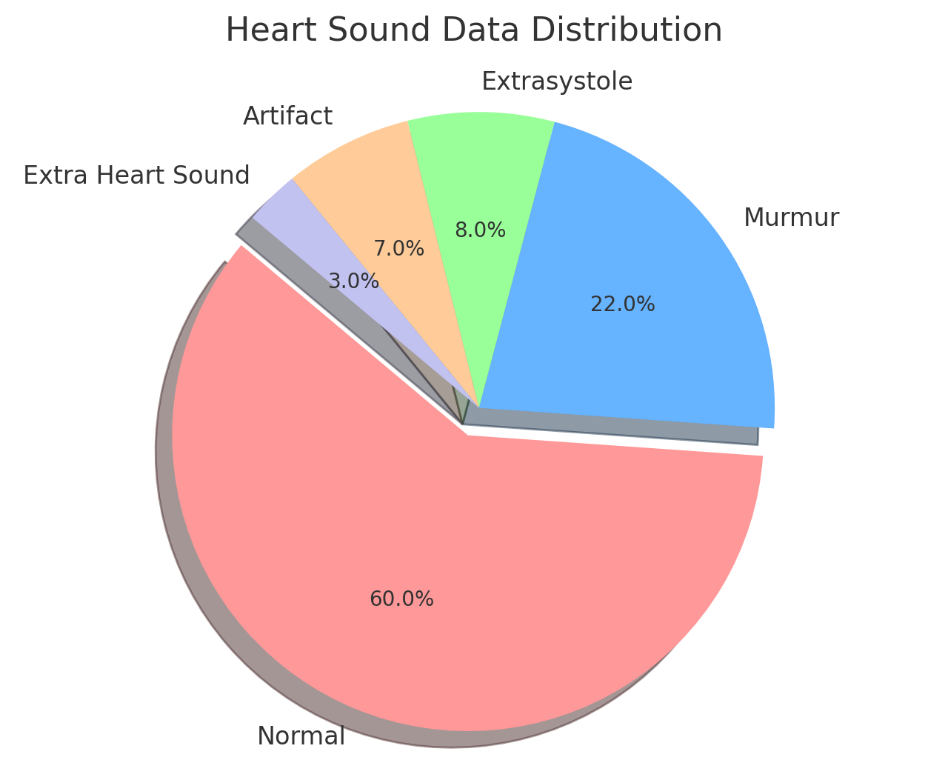 Heart Sound Data Distribution
Extrasystole
Artifact
Extra Heart Sound
Murmur
8.0%
7.0%
3.0%
22.0%
60.0%
Normal